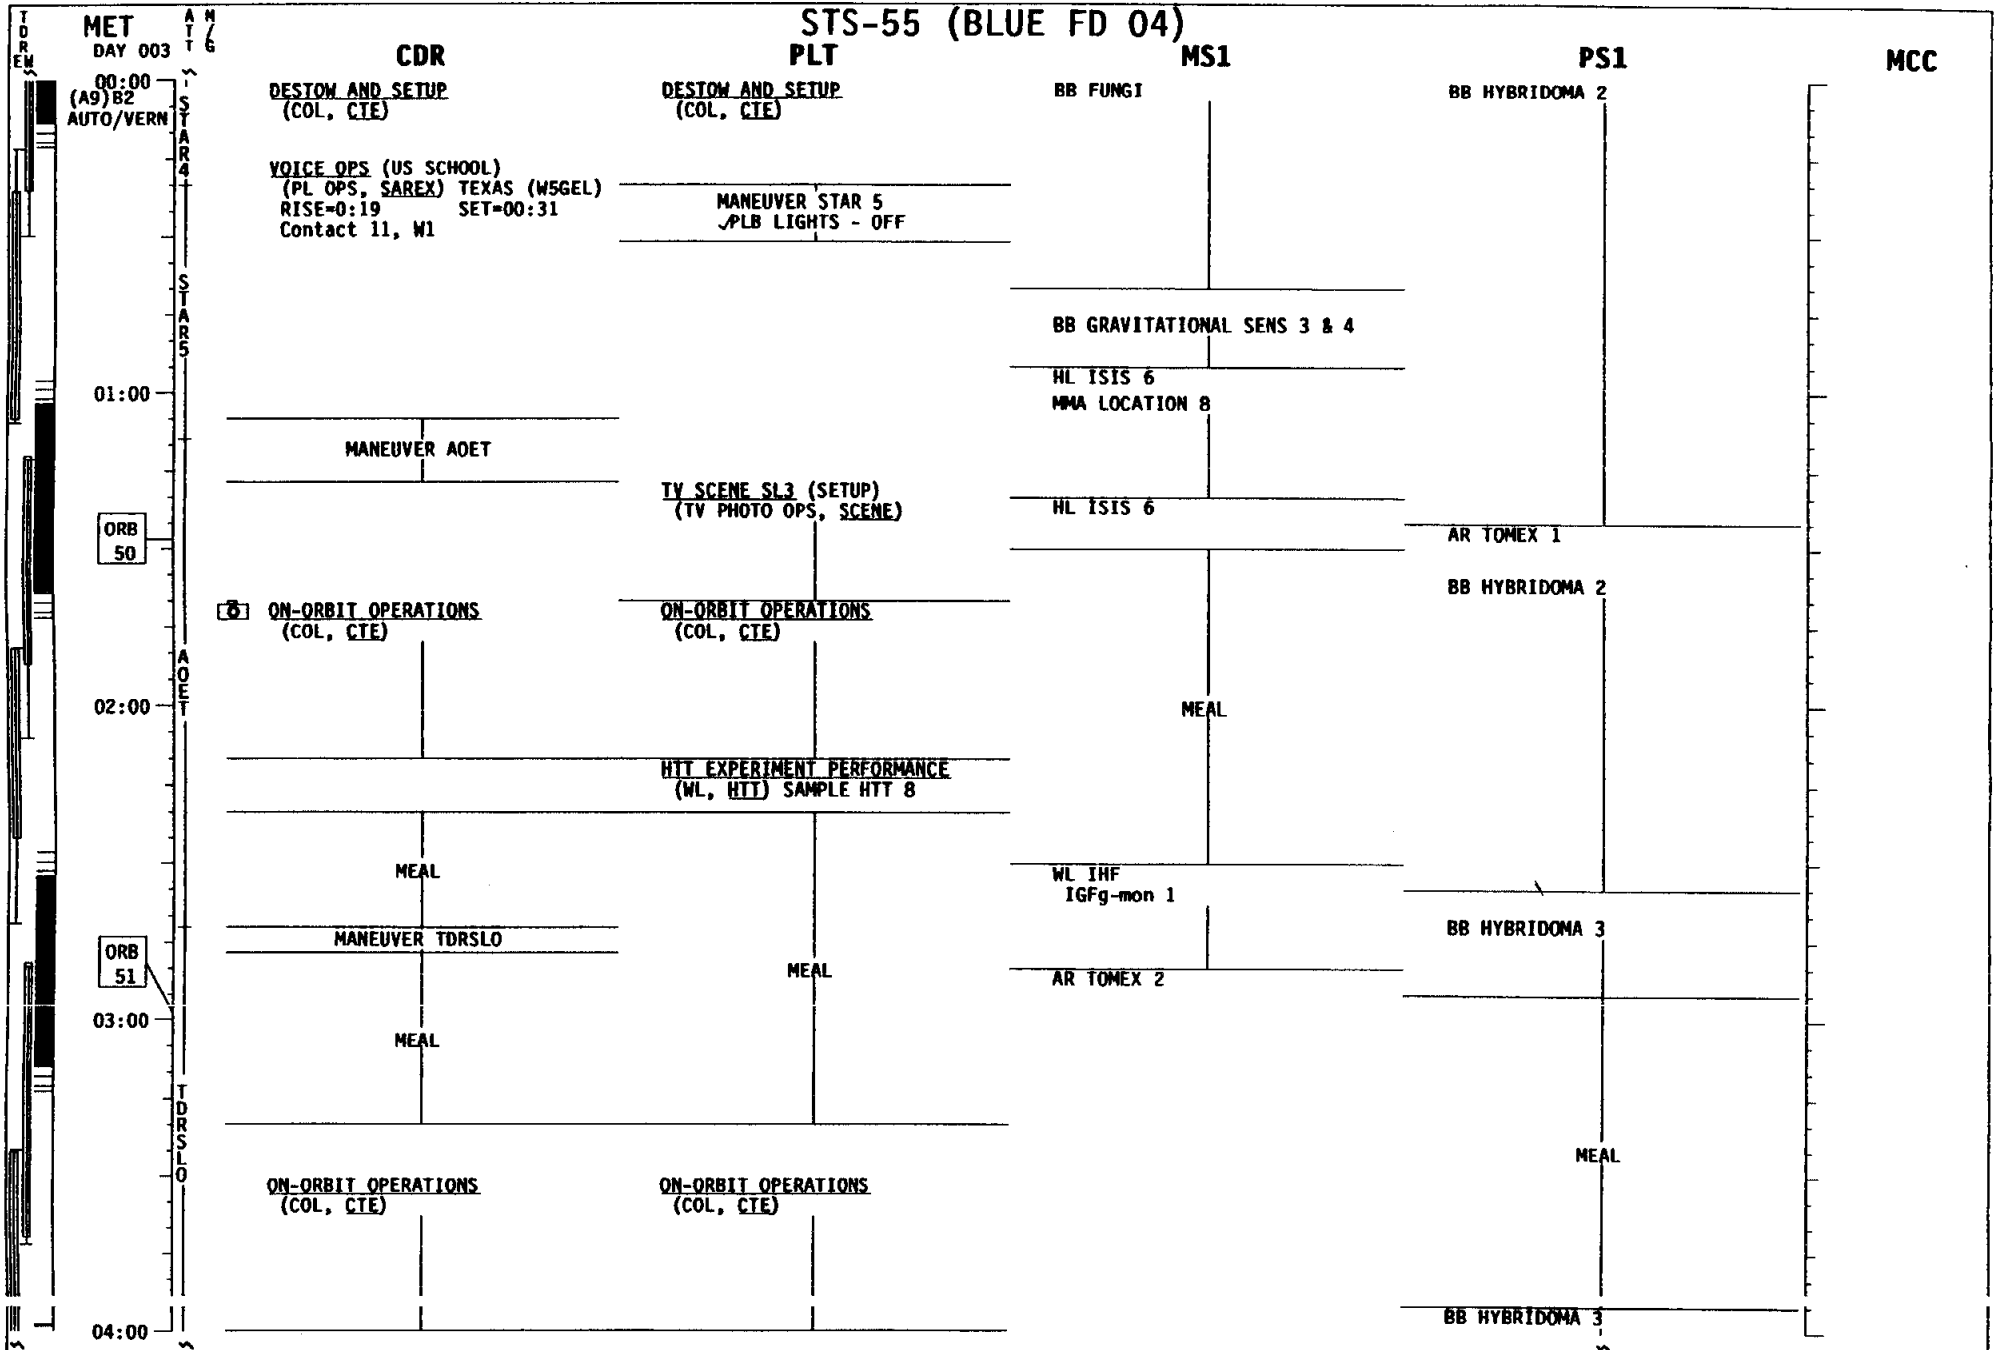 STS-55 (BLUE FD 04)
TDRE W
MET
DAY 003
ATT
M/G
CDR
PLT
MS1
PS1
MCC
00:00
(A9)B2
AUTO/VERN
STAR4
STAR5
01:00
ORB
50
AOET
02:00
ORB
51
03:00
TDRSLO
04:00
DESTOW AND SETUP
(COL, CTE)
VOICE OPS (US SCHOOL)
(PL OPS, SAREX) TEXAS (W5GEL)
RISE=0:19 SET=00:31
Contact 11, W1
MANEUVER AOET
8 ON-ORBIT OPERATIONS
(COL, CTE)
MEAL
MANEUVER TDRSLO
MEAL
ON-ORBIT OPERATIONS
(COL, CTE)
DESTOW AND SETUP
(COL, CTE)
MANEUVER STAR 5
✓PLB LIGHTS - OFF
TV SCENE SL3 (SETUP)
(TV PHOTO OPS, SCENE)
ON-ORBIT OPERATIONS
(COL, CTE)
HTT EXPERIMENT PERFORMANCE
(WL, HTT) SAMPLE HTT 8
MEAL
ON-ORBIT OPERATIONS
(COL, CTE)
BB FUNGI
BB GRAVITATIONAL SENS 3 & 4
HL ISIS 6
MMA LOCATION 8
HL ISIS 6
MEAL
WL IHF
IGFg-mon 1
AR TOMEX 2
BB HYBRIDOMA 2
AR TOMEX 1
BB HYBRIDOMA 2
BB HYBRIDOMA 3
MEAL
BB HYBRIDOMA 3